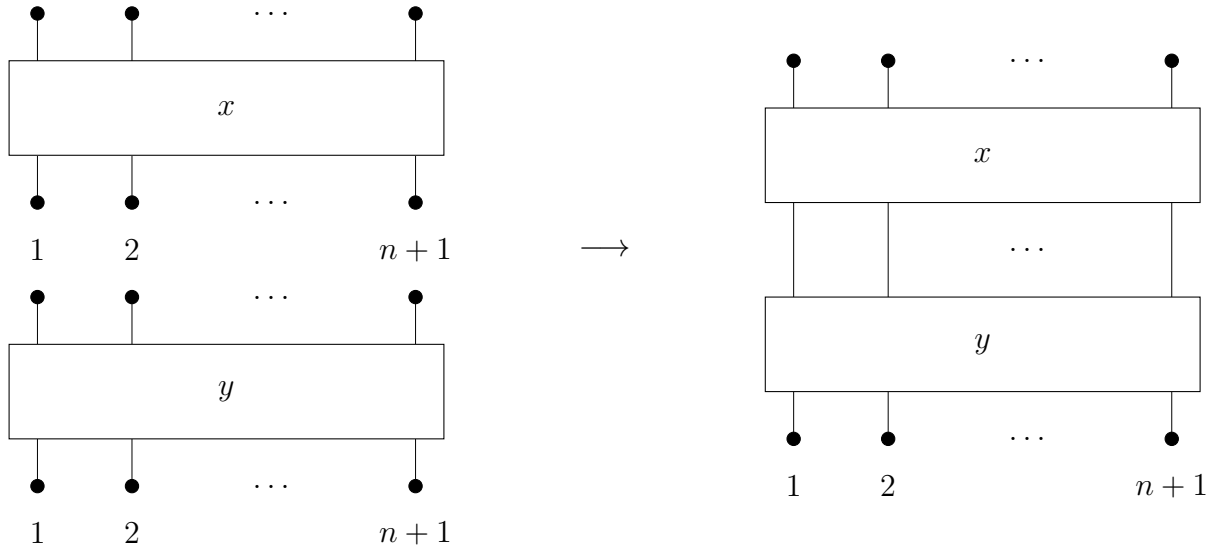 · · ·
x
· · ·
1 2 n + 1
· · ·
y
· · ·
1 2 n + 1
⟶
· · ·
x
· · ·
y
· · ·
1 2 n + 1